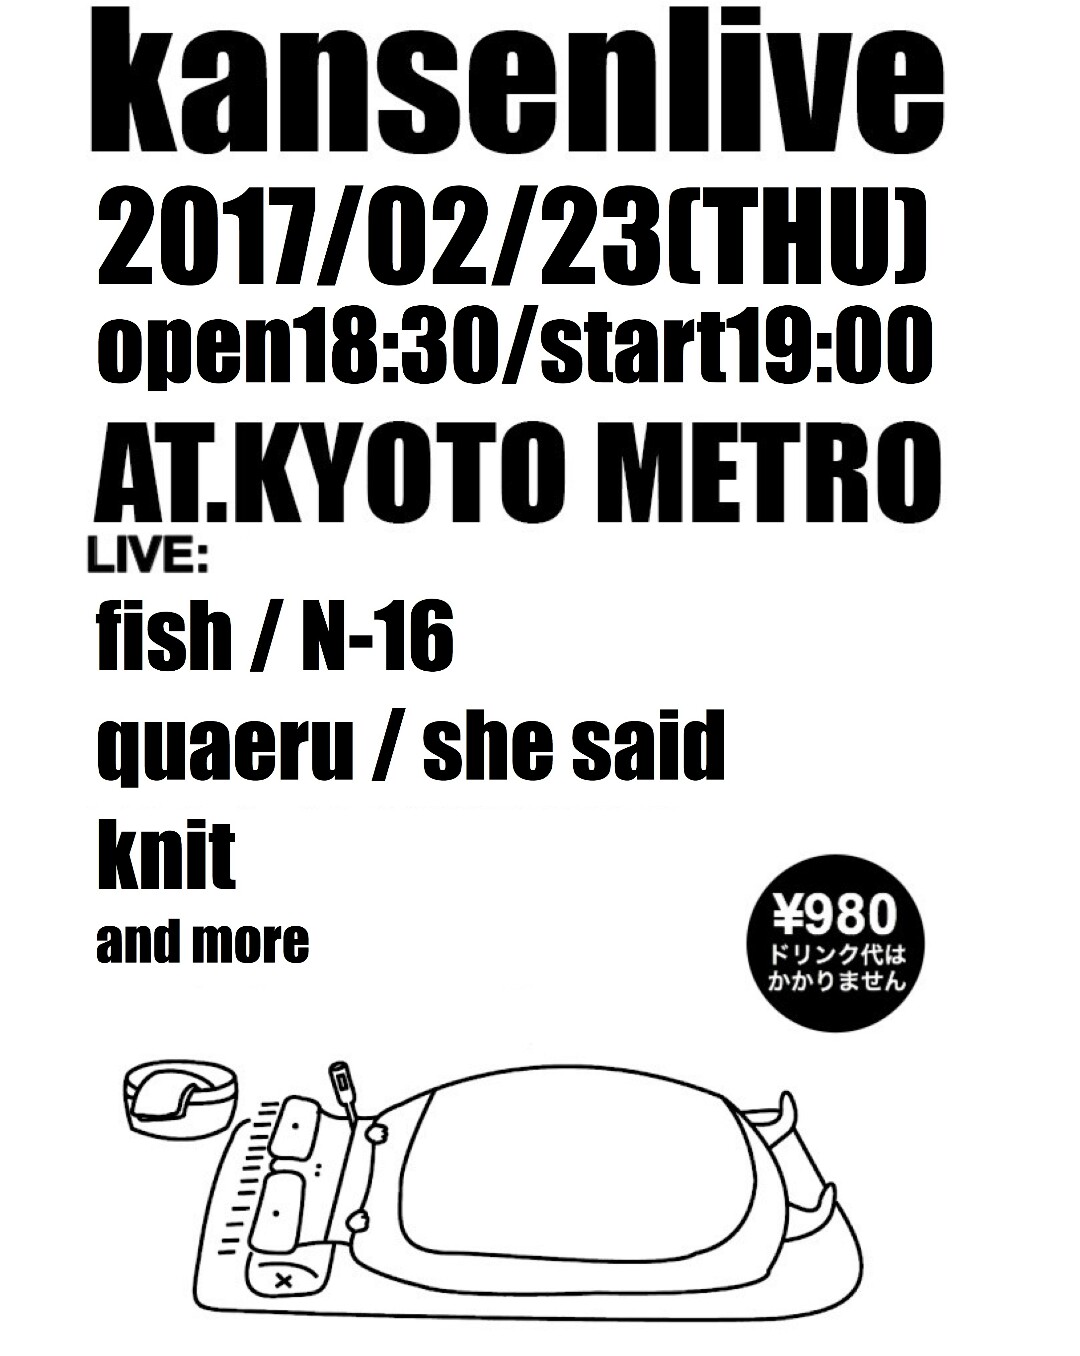 kansenlive
2017/02/23(THU)
open18:30/start19:00
AT.KYOTO METRO
LIVE:
fish / N-16
quaeru / she said
knit
and more
¥980
ドリンク代は
かかりません